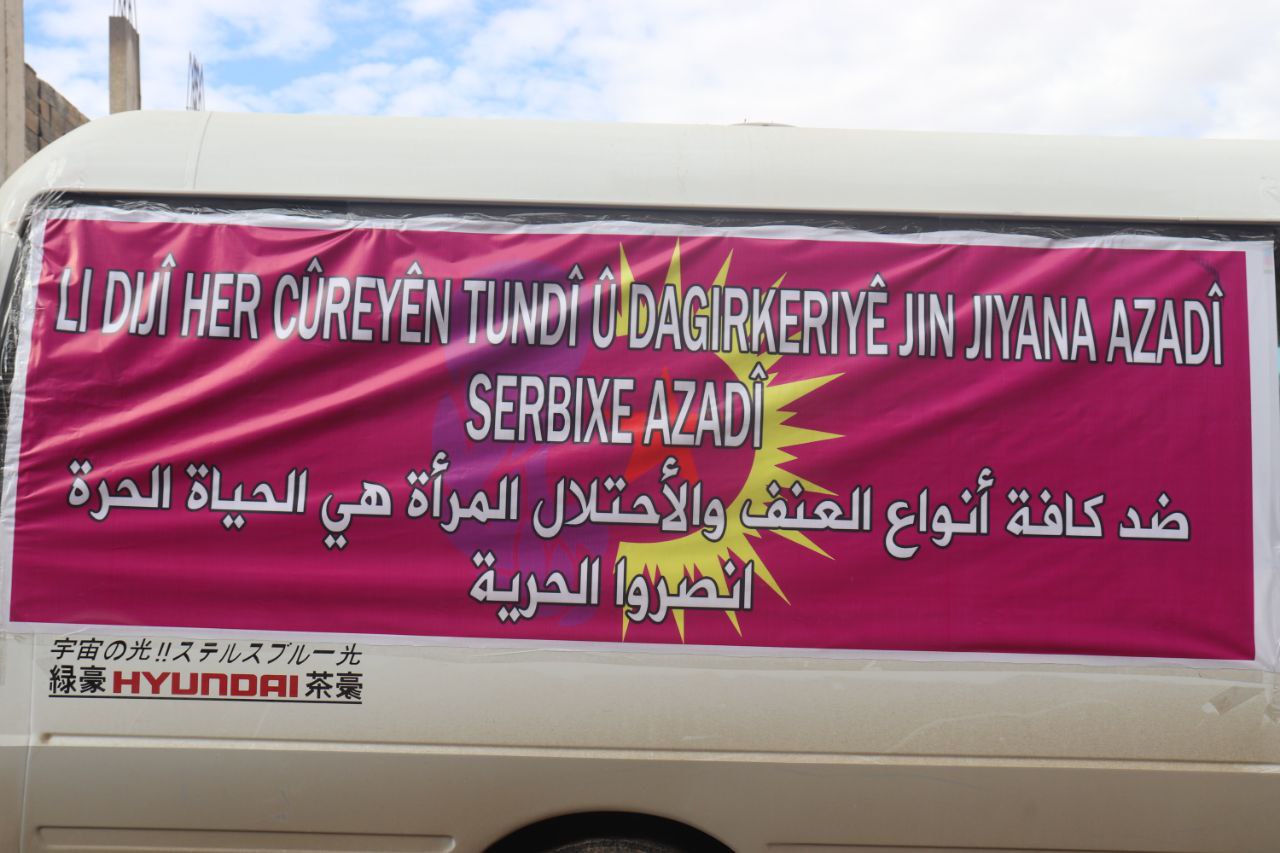 LI DIJÎ HER CÛREYÊN TUNDÎ Û DAGIRKERIYÊ JIN JIYANA AZADÎ
SERBIXE AZADÎ
ضد كافة أنواع العنف والأحتلال المرأة هي الحياة الحرة
انصروا الحرية
宇宙の光!!ステルスブルー光
緑豪 HYUNDAI 茶毫